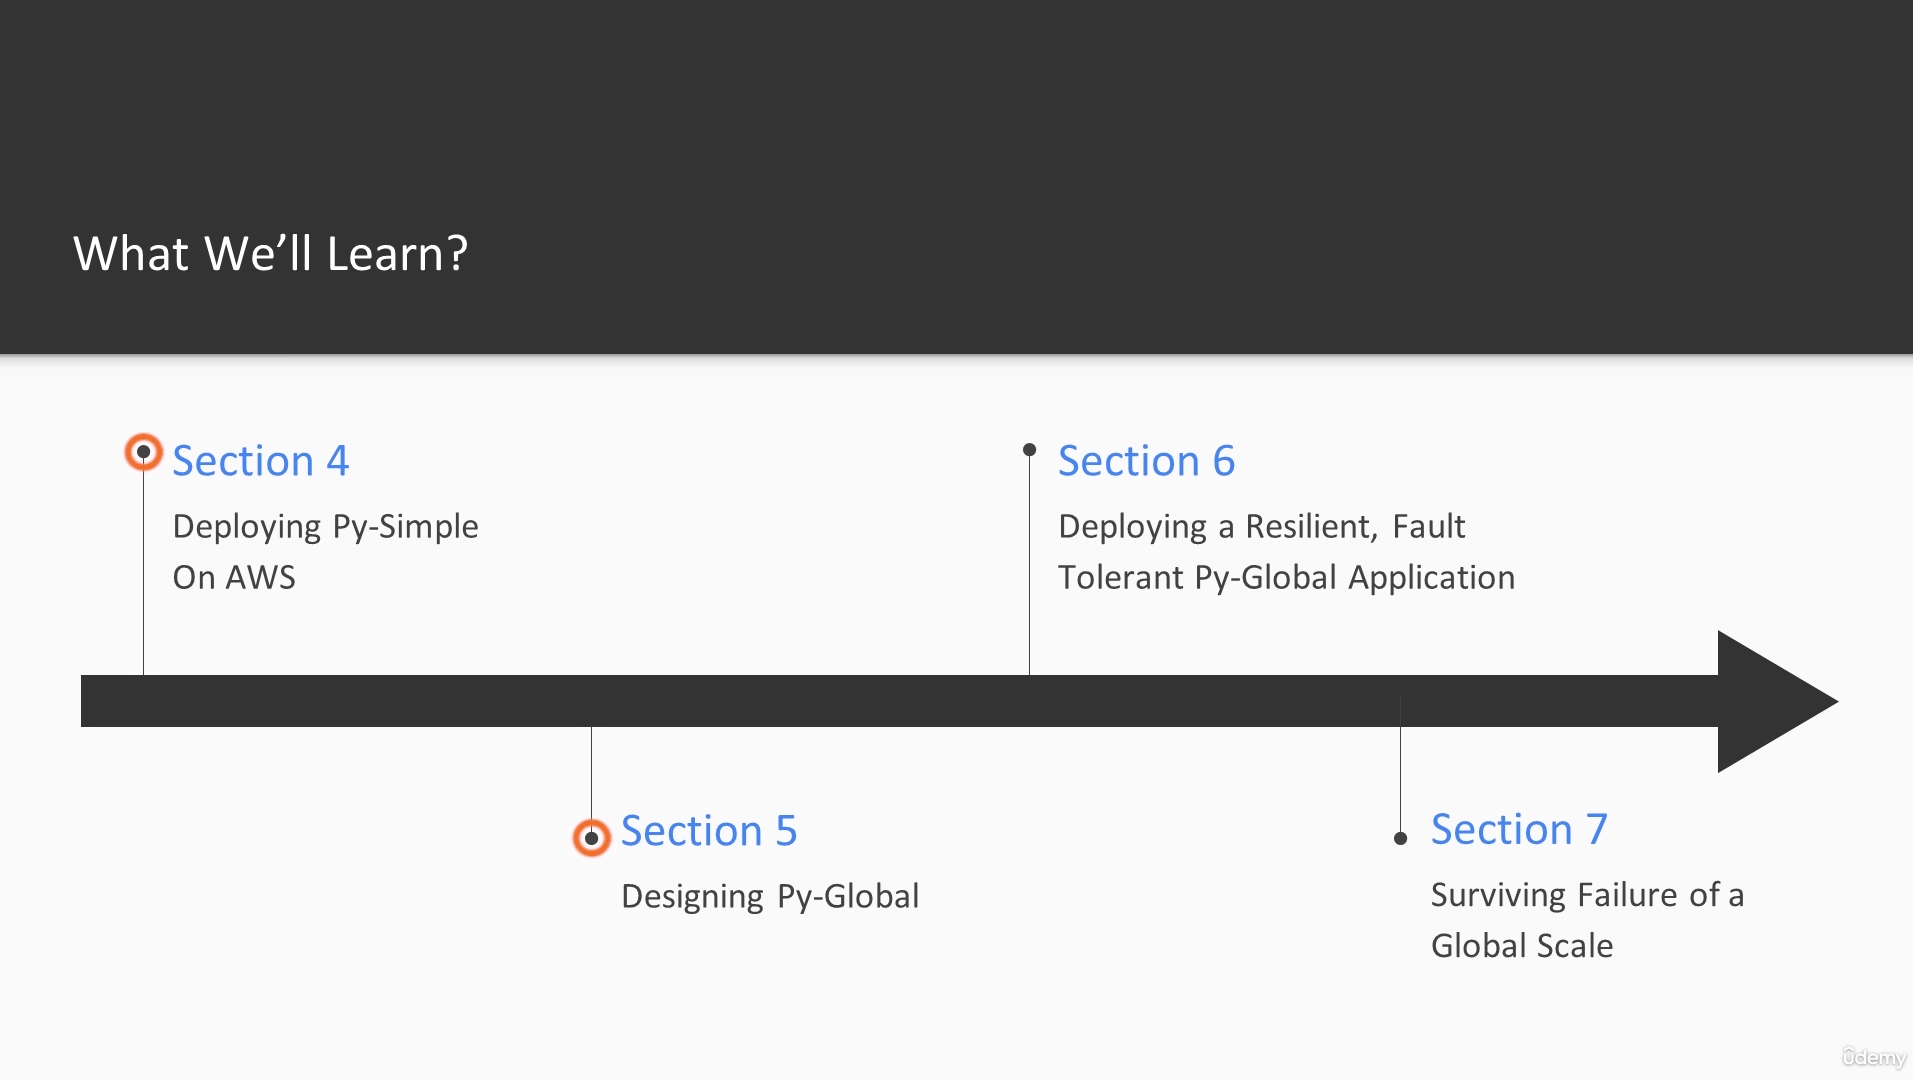 What We’ll Learn?
Section 4
Deploying Py-Simple
On AWS
Section 5
Designing Py-Global
Section 6
Deploying a Resilient, Fault
Tolerant Py-Global Application
Section 7
Surviving Failure of a
Global Scale
ûdemy